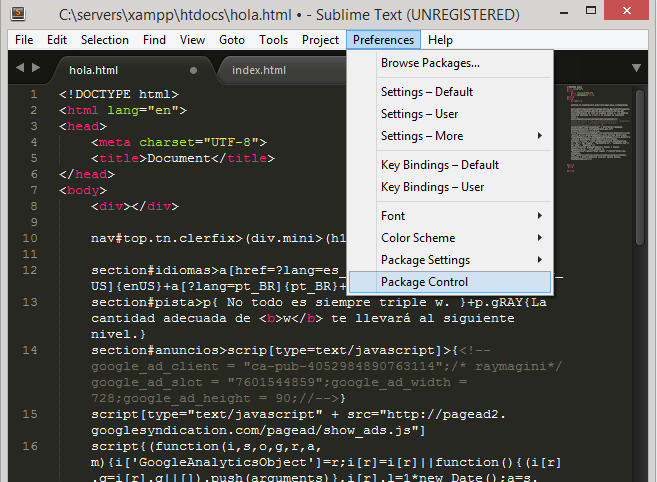 C:\servers\xampp\htdocs\hola.html • - Sublime Text (UNREGISTERED)
File Edit Selection Find View Goto Tools Project Preferences Help
hola.html index.html
Browse Packages...
Settings – Default
Settings – User
Settings – More
Key Bindings – Default
Key Bindings – User
Font
Color Scheme
Package Settings
Package Control
1 <!DOCTYPE html>
2 <html lang="en">
3 <head>
4 <meta charset="UTF-8">
5 <title>Document</title>
6 </head>
7 <body>
8 <div></div>
9
10 nav#top.tn.clerfix>(div.mini>(h1
11
12 section#idiomas>a[href=?lang=es_
US]{enUS}+a[?lang=pt_BR]{pt_BR}+
13 section#pista>p{ No todo es siempre triple w. }+p.gRAY{La
cantidad adecuada de <b>w</b> te llevará al siguiente
nivel.}
14 section#anuncios>scrip[type=text/javascript]>{<!--
google_ad_client = "ca-pub-4052984890763114";/* raymagini*/
google_ad_slot = "7601544859";google_ad_width =
728;google_ad_height = 90;//-->}
15 script[type="text/javascript" + src="http://pagead2.
googlesyndication.com/pagead/show_ads.js"]
16 script{(function(i,s,o,g,r,a,
m){i['GoogleAnalyticsObject']=r;i[r]=i[r]||function(){(i[r]
.q=i[r].q||[]).push(arguments)},i[r].l=1*new Date();a=s.